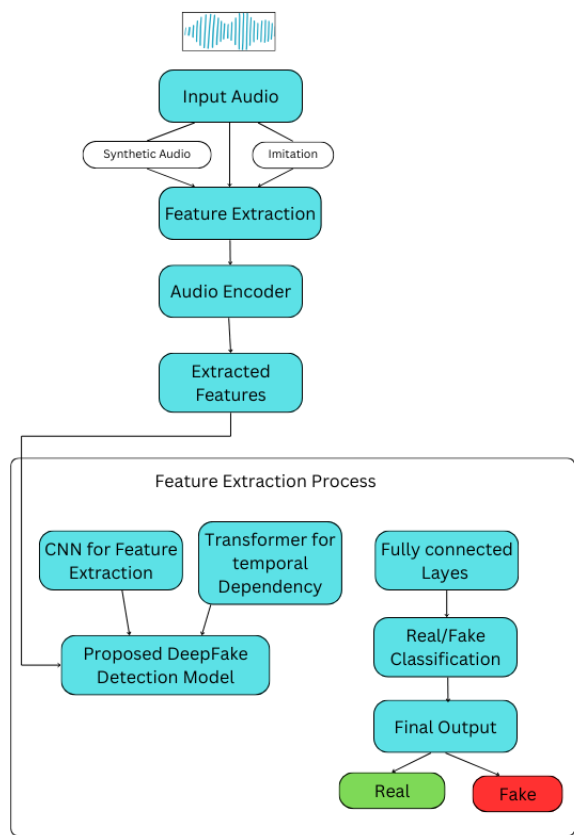 Input Audio
Synthetic Audio
Imitation
Feature Extraction
Audio Encoder
Extracted
Features
Feature Extraction Process
CNN for Feature
Extraction
Transformer for
temporal
Dependency
Fully connected
Layes
Proposed DeepFake
Detection Model
Real/Fake
Classification
Final Output
Real
Fake